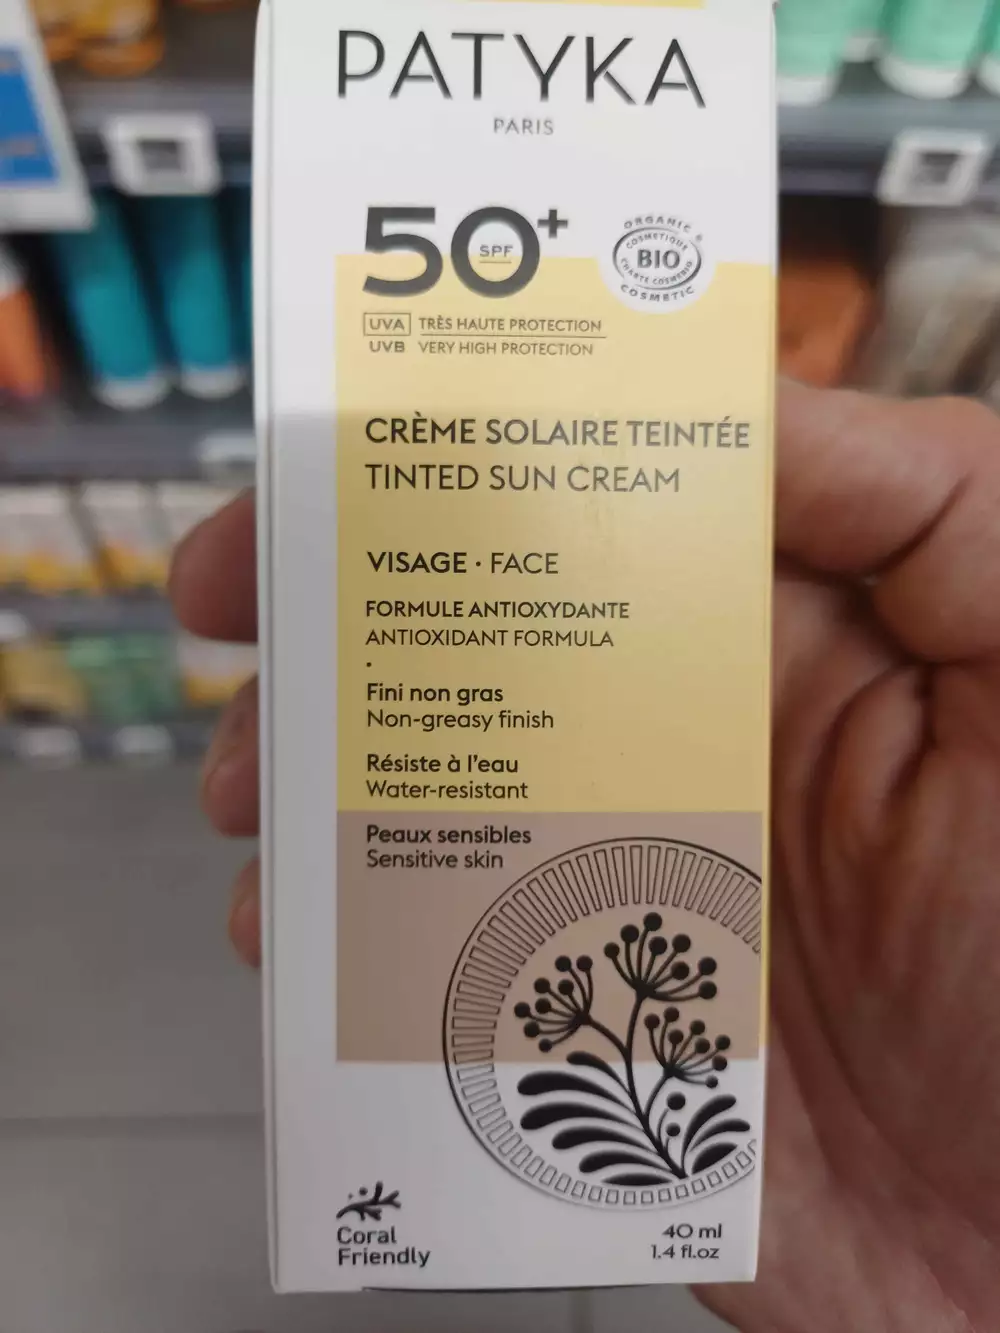 PATYKA
PARIS
50+
SPF
ORGANIC
COSMETIQUE
BIO
CHARTE COSMEBIO
COSMETIC
UVA TRÈS HAUTE PROTECTION
UVB VERY HIGH PROTECTION
CRÈME SOLAIRE TEINTÉE
TINTED SUN CREAM
VISAGE · FACE
FORMULE ANTIOXYDANTE
ANTIOXIDANT FORMULA
·
Fini non gras
Non-greasy finish
Résiste à l'eau
Water-resistant
Peaux sensibles
Sensitive skin
Coral
Friendly
40 ml
1.4 fl.oz